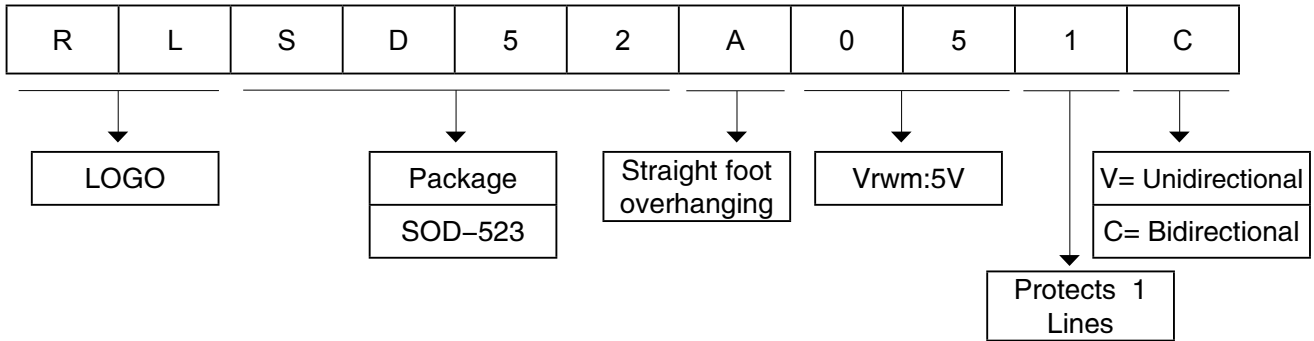 R L S D 5 2 A 0 5 1 C
LOGO
Package
SOD–523
Straight foot
overhanging
Vrwm:5V
V= Unidirectional
C= Bidirectional
Protects 1
Lines